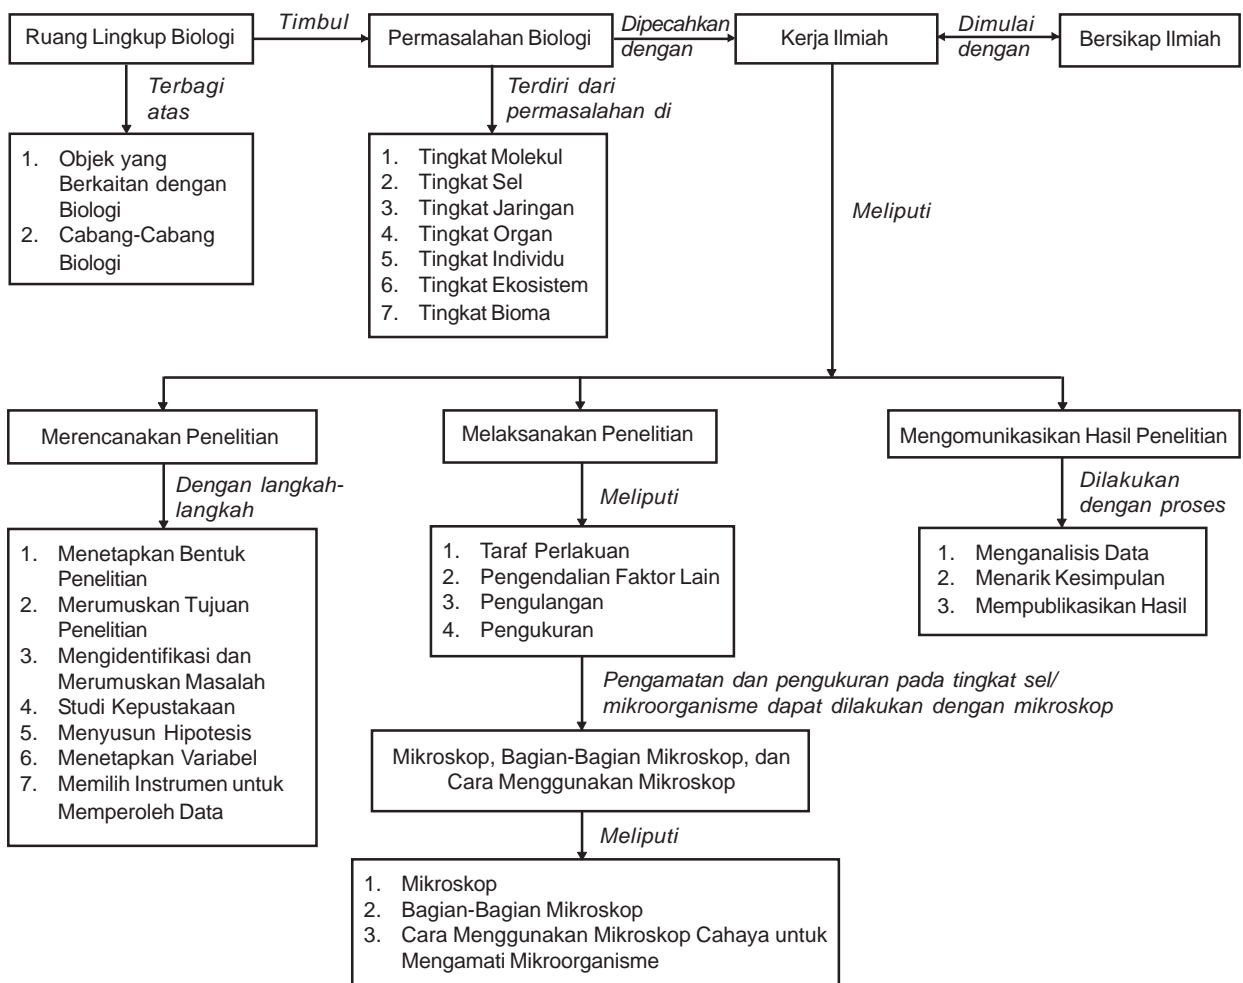 Ruang Lingkup Biologi
Timbul
Permasalahan Biologi
Dipecahkan
dengan
Kerja Ilmiah
Dimulai
dengan
Bersikap Ilmiah
Terbagi
atas
1. Objek yang
Berkaitan dengan
Biologi
2. Cabang-Cabang
Biologi
Terdiri dari
permasalahan di
1. Tingkat Molekul
2. Tingkat Sel
3. Tingkat Jaringan
4. Tingkat Organ
5. Tingkat Individu
6. Tingkat Ekosistem
7. Tingkat Bioma
Meliputi
Merencanakan Penelitian
Dengan langkah-
langkah
1. Menetapkan Bentuk
Penelitian
2. Merumuskan Tujuan
Penelitian
3. Mengidentifikasi dan
Merumuskan Masalah
4. Studi Kepustakaan
5. Menyusun Hipotesis
6. Menetapkan Variabel
7. Memilih Instrumen untuk
Memperoleh Data
Melaksanakan Penelitian
Meliputi
1. Taraf Perlakuan
2. Pengendalian Faktor Lain
3. Pengulangan
4. Pengukuran
Pengamatan dan pengukuran pada tingkat sel/
mikroorganisme dapat dilakukan dengan mikroskop
Mikroskop, Bagian-Bagian Mikroskop, dan
Cara Menggunakan Mikroskop
Meliputi
1. Mikroskop
2. Bagian-Bagian Mikroskop
3. Cara Menggunakan Mikroskop Cahaya untuk
Mengamati Mikroorganisme
Mengomunikasikan Hasil Penelitian
Dilakukan
dengan proses
1. Menganalisis Data
2. Menarik Kesimpulan
3. Mempublikasikan Hasil